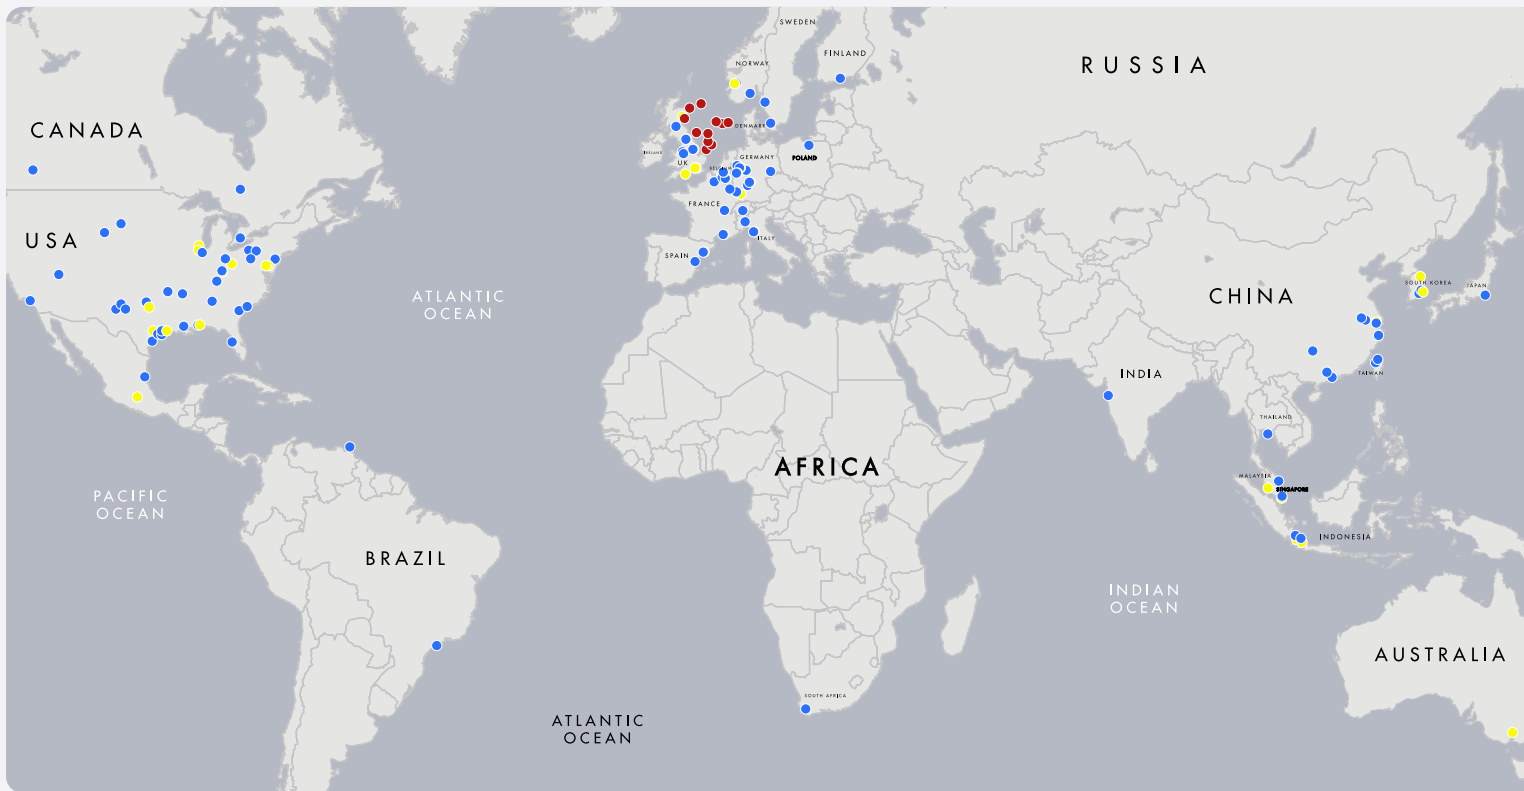 SWEDEN
FINLAND
NORWAY
RUSSIA
CANADA
DENMARK
IRELAND
UK
GERMANY
POLAND
FRANCE
USA
ITALY
SPAIN
SOUTH KOREA
JAPAN
ATLANTIC
OCEAN
CHINA
INDIA
TAIWAN
THAILAND
AFRICA
MALAYSIA
SINGAPORE
PACIFIC
OCEAN
INDONESIA
BRAZIL
INDIAN
OCEAN
AUSTRALIA
SOUTH AFRICA
ATLANTIC
OCEAN